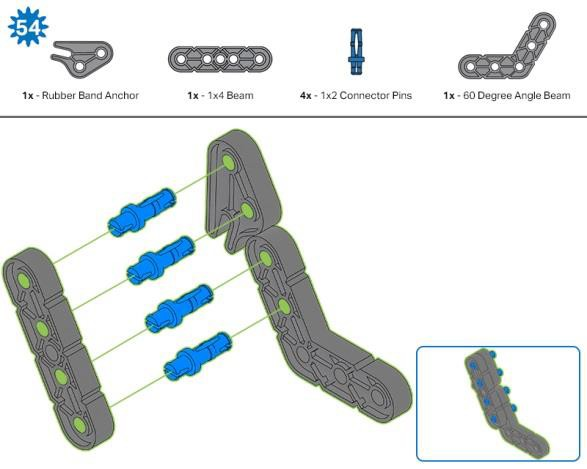 54
1x - Rubber Band Anchor
1x - 1x4 Beam
4x - 1x2 Connector Pins
1x - 60 Degree Angle Beam